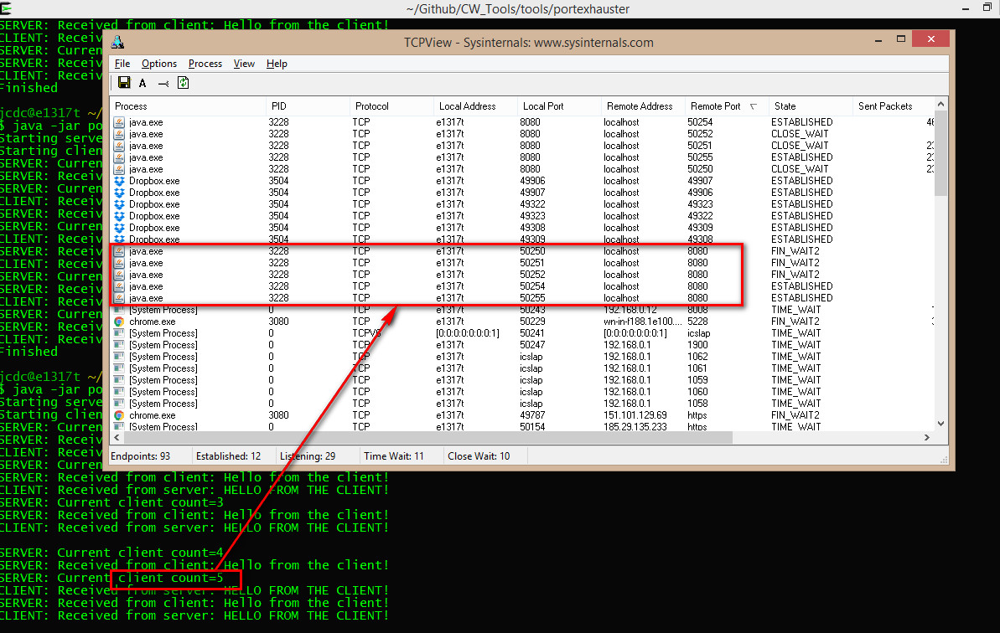 ~/Github/CW_Tools/tools/portexhauster
SERVER: Received from client: Hello from the client!
CLIENT: Receiv
SERVER: Curren
SERVER: Receiv
CLIENT: Receiv
Finished
jcdc@e1317t ~/
$ java -jar po
Starting serve
Starting clien
SERVER: Curren
SERVER: Receiv
SERVER: Curren
CLIENT: Receiv
SERVER: Receiv
SERVER: Curren
CLIENT: Receiv
CLIENT: Receiv
SERVER: Curren
SERVER: Receiv
CLIENT: Receiv
SERVER: Curren
SERVER: Receiv
CLIENT: Receiv
Finished
jcdc@e1317t ~/
$ java -jar po
Starting serve
Starting clien
SERVER: Curren
SERVER: Receiv
CLIENT: Receiv
SERVER: Curren
TCPView - Sysinternals: www.sysinternals.com
File Options Process View Help
A
Process PID Protocol Local Address Local Port Remote Address Remote Port State Sent Packets
java.exe 3228 TCP e1317t 8080 localhost 50254 ESTABLISHED 46
java.exe 3228 TCP e1317t 8080 localhost 50252 CLOSE_WAIT
java.exe 3228 TCP e1317t 8080 localhost 50251 CLOSE_WAIT 23
java.exe 3228 TCP e1317t 8080 localhost 50255 ESTABLISHED 23
java.exe 3228 TCP e1317t 8080 localhost 50250 CLOSE_WAIT 23
Dropbox.exe 3504 TCP e1317t 49906 localhost 49907 ESTABLISHED
Dropbox.exe 3504 TCP e1317t 49907 localhost 49906 ESTABLISHED
Dropbox.exe 3504 TCP e1317t 49322 localhost 49323 ESTABLISHED
Dropbox.exe 3504 TCP e1317t 49323 localhost 49322 ESTABLISHED
Dropbox.exe 3504 TCP e1317t 49308 localhost 49309 ESTABLISHED
Dropbox.exe 3504 TCP e1317t 49309 localhost 49308 ESTABLISHED
java.exe 3228 TCP e1317t 50250 localhost 8080 FIN_WAIT2
java.exe 3228 TCP e1317t 50251 localhost 8080 FIN_WAIT2
java.exe 3228 TCP e1317t 50252 localhost 8080 FIN_WAIT2
java.exe 3228 TCP e1317t 50254 localhost 8080 ESTABLISHED
java.exe 3228 TCP e1317t 50255 localhost 8080 ESTABLISHED
[System Process] 0 TCP e1317t 50243 192.168.0.12 8008 TIME_WAIT
chrome.exe 3080 TCP e1317t 50229 wn-in-f188.1e100.... 5228 FIN_WAIT2
[System Process] 0 TCPV6 [0:0:0:0:0:0:0:1] 50241 [0:0:0:0:0:0:0:1] icslap TIME_WAIT
[System Process] 0 TCP e1317t 50247 192.168.0.1 1900 TIME_WAIT
[System Process] 0 TCP e1317t icslap 192.168.0.1 1062 TIME_WAIT
[System Process] 0 TCP e1317t icslap 192.168.0.1 1061 TIME_WAIT
[System Process] 0 TCP e1317t icslap 192.168.0.1 1059 TIME_WAIT
[System Process] 0 TCP e1317t icslap 192.168.0.1 1060 TIME_WAIT
[System Process] 0 TCP e1317t icslap 192.168.0.1 1058 TIME_WAIT
chrome.exe 3080 TCP e1317t 49787 151.101.129.69 https FIN_WAIT2
[System Process] 0 TCP e1317t 50154 185.29.135.233 https TIME_WAIT
Endpoints: 93 Established: 12 Listening: 29 Time Wait: 11 Close Wait: 10
SERVER: Received from client: Hello from the client!
CLIENT: Received from server: HELLO FROM THE CLIENT!
SERVER: Current client count=3
SERVER: Received from client: Hello from the client!
CLIENT: Received from server: HELLO FROM THE CLIENT!
SERVER: Current client count=4
SERVER: Received from client: Hello from the client!
SERVER: Current client count=5
CLIENT: Received from server: HELLO FROM THE CLIENT!
SERVER: Received from client: Hello from the client!
CLIENT: Received from server: HELLO FROM THE CLIENT!